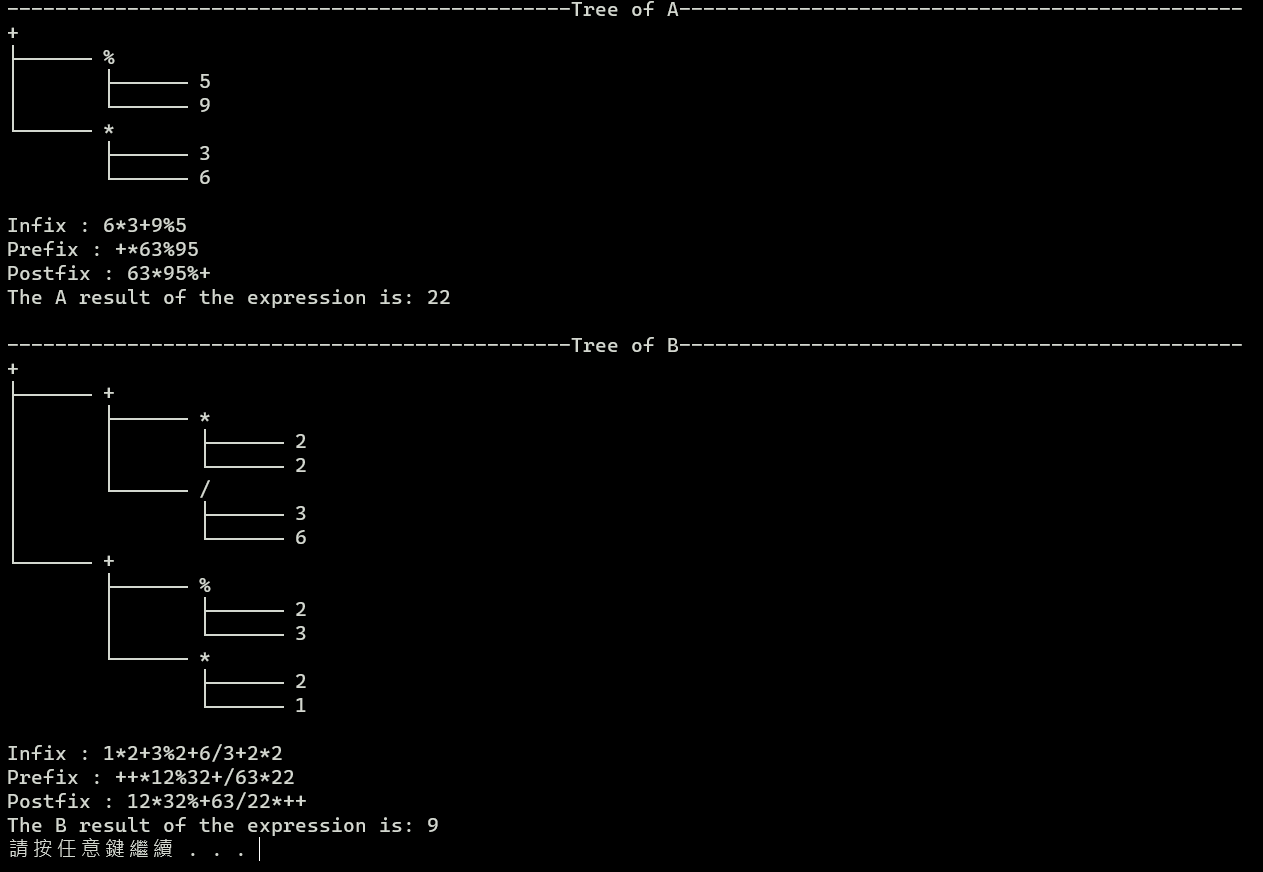 -----------------------------------------------Tree of A-----------------------------------------------
+
├────── %
│       ├────── 5
│       └────── 9
└────── *
        ├────── 3
        └────── 6
Infix : 6*3+9%5
Prefix : +*63%95
Postfix : 63*95%+
The A result of the expression is: 22
-----------------------------------------------Tree of B-----------------------------------------------
+
├────── +
│       ├────── *
│       │       ├────── 2
│       │       └────── 2
│       └────── /
│               ├────── 3
│               └────── 6
└────── +
        ├────── %
        │       ├────── 2
        │       └────── 3
        └────── *
                ├────── 2
                └────── 1
Infix : 1*2+3%2+6/3+2*2
Prefix : ++*12%32+/63*22
Postfix : 12*32%+63/22*++
The B result of the expression is: 9
請按任意鍵繼續 . . .